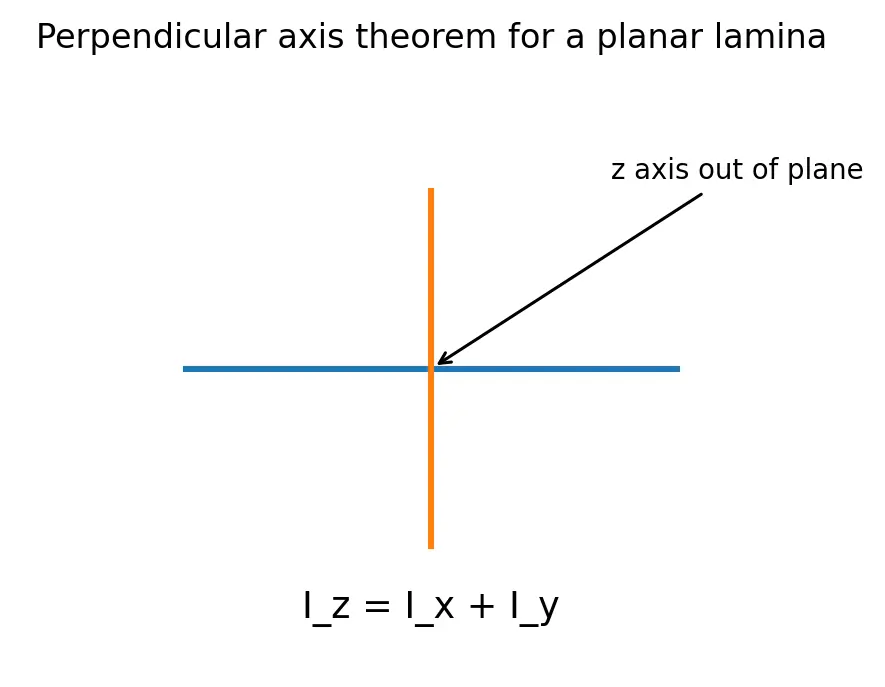 Perpendicular axis theorem for a planar lamina
z axis out of plane
I_z = I_x + I_y